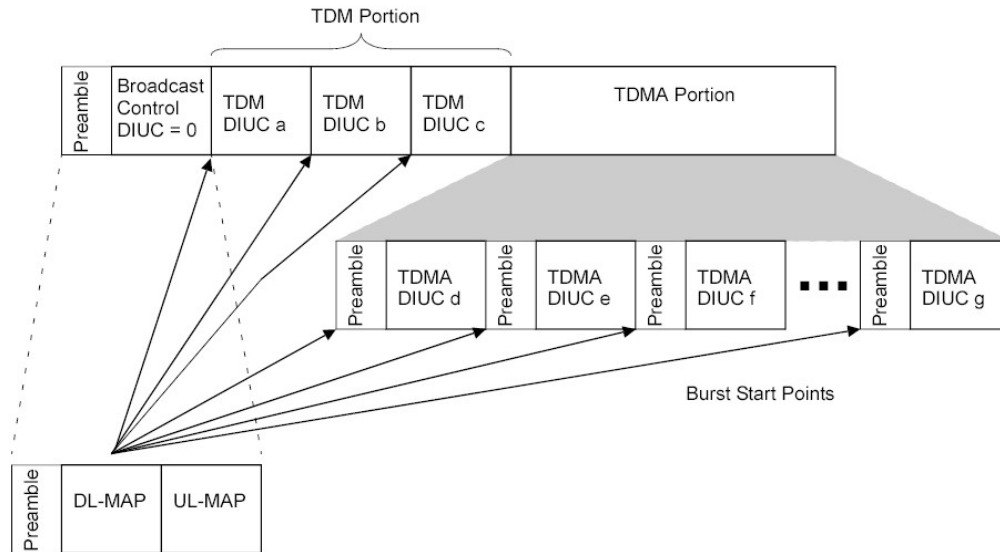 TDM Portion
Preamble
Broadcast
Control
DIUC = 0
TDM
DIUC a
TDM
DIUC b
TDM
DIUC c
TDMA Portion
Preamble
TDMA
DIUC d
Preamble
TDMA
DIUC e
Preamble
TDMA
DIUC f
Preamble
TDMA
DIUC g
Burst Start Points
Preamble
DL-MAP
UL-MAP